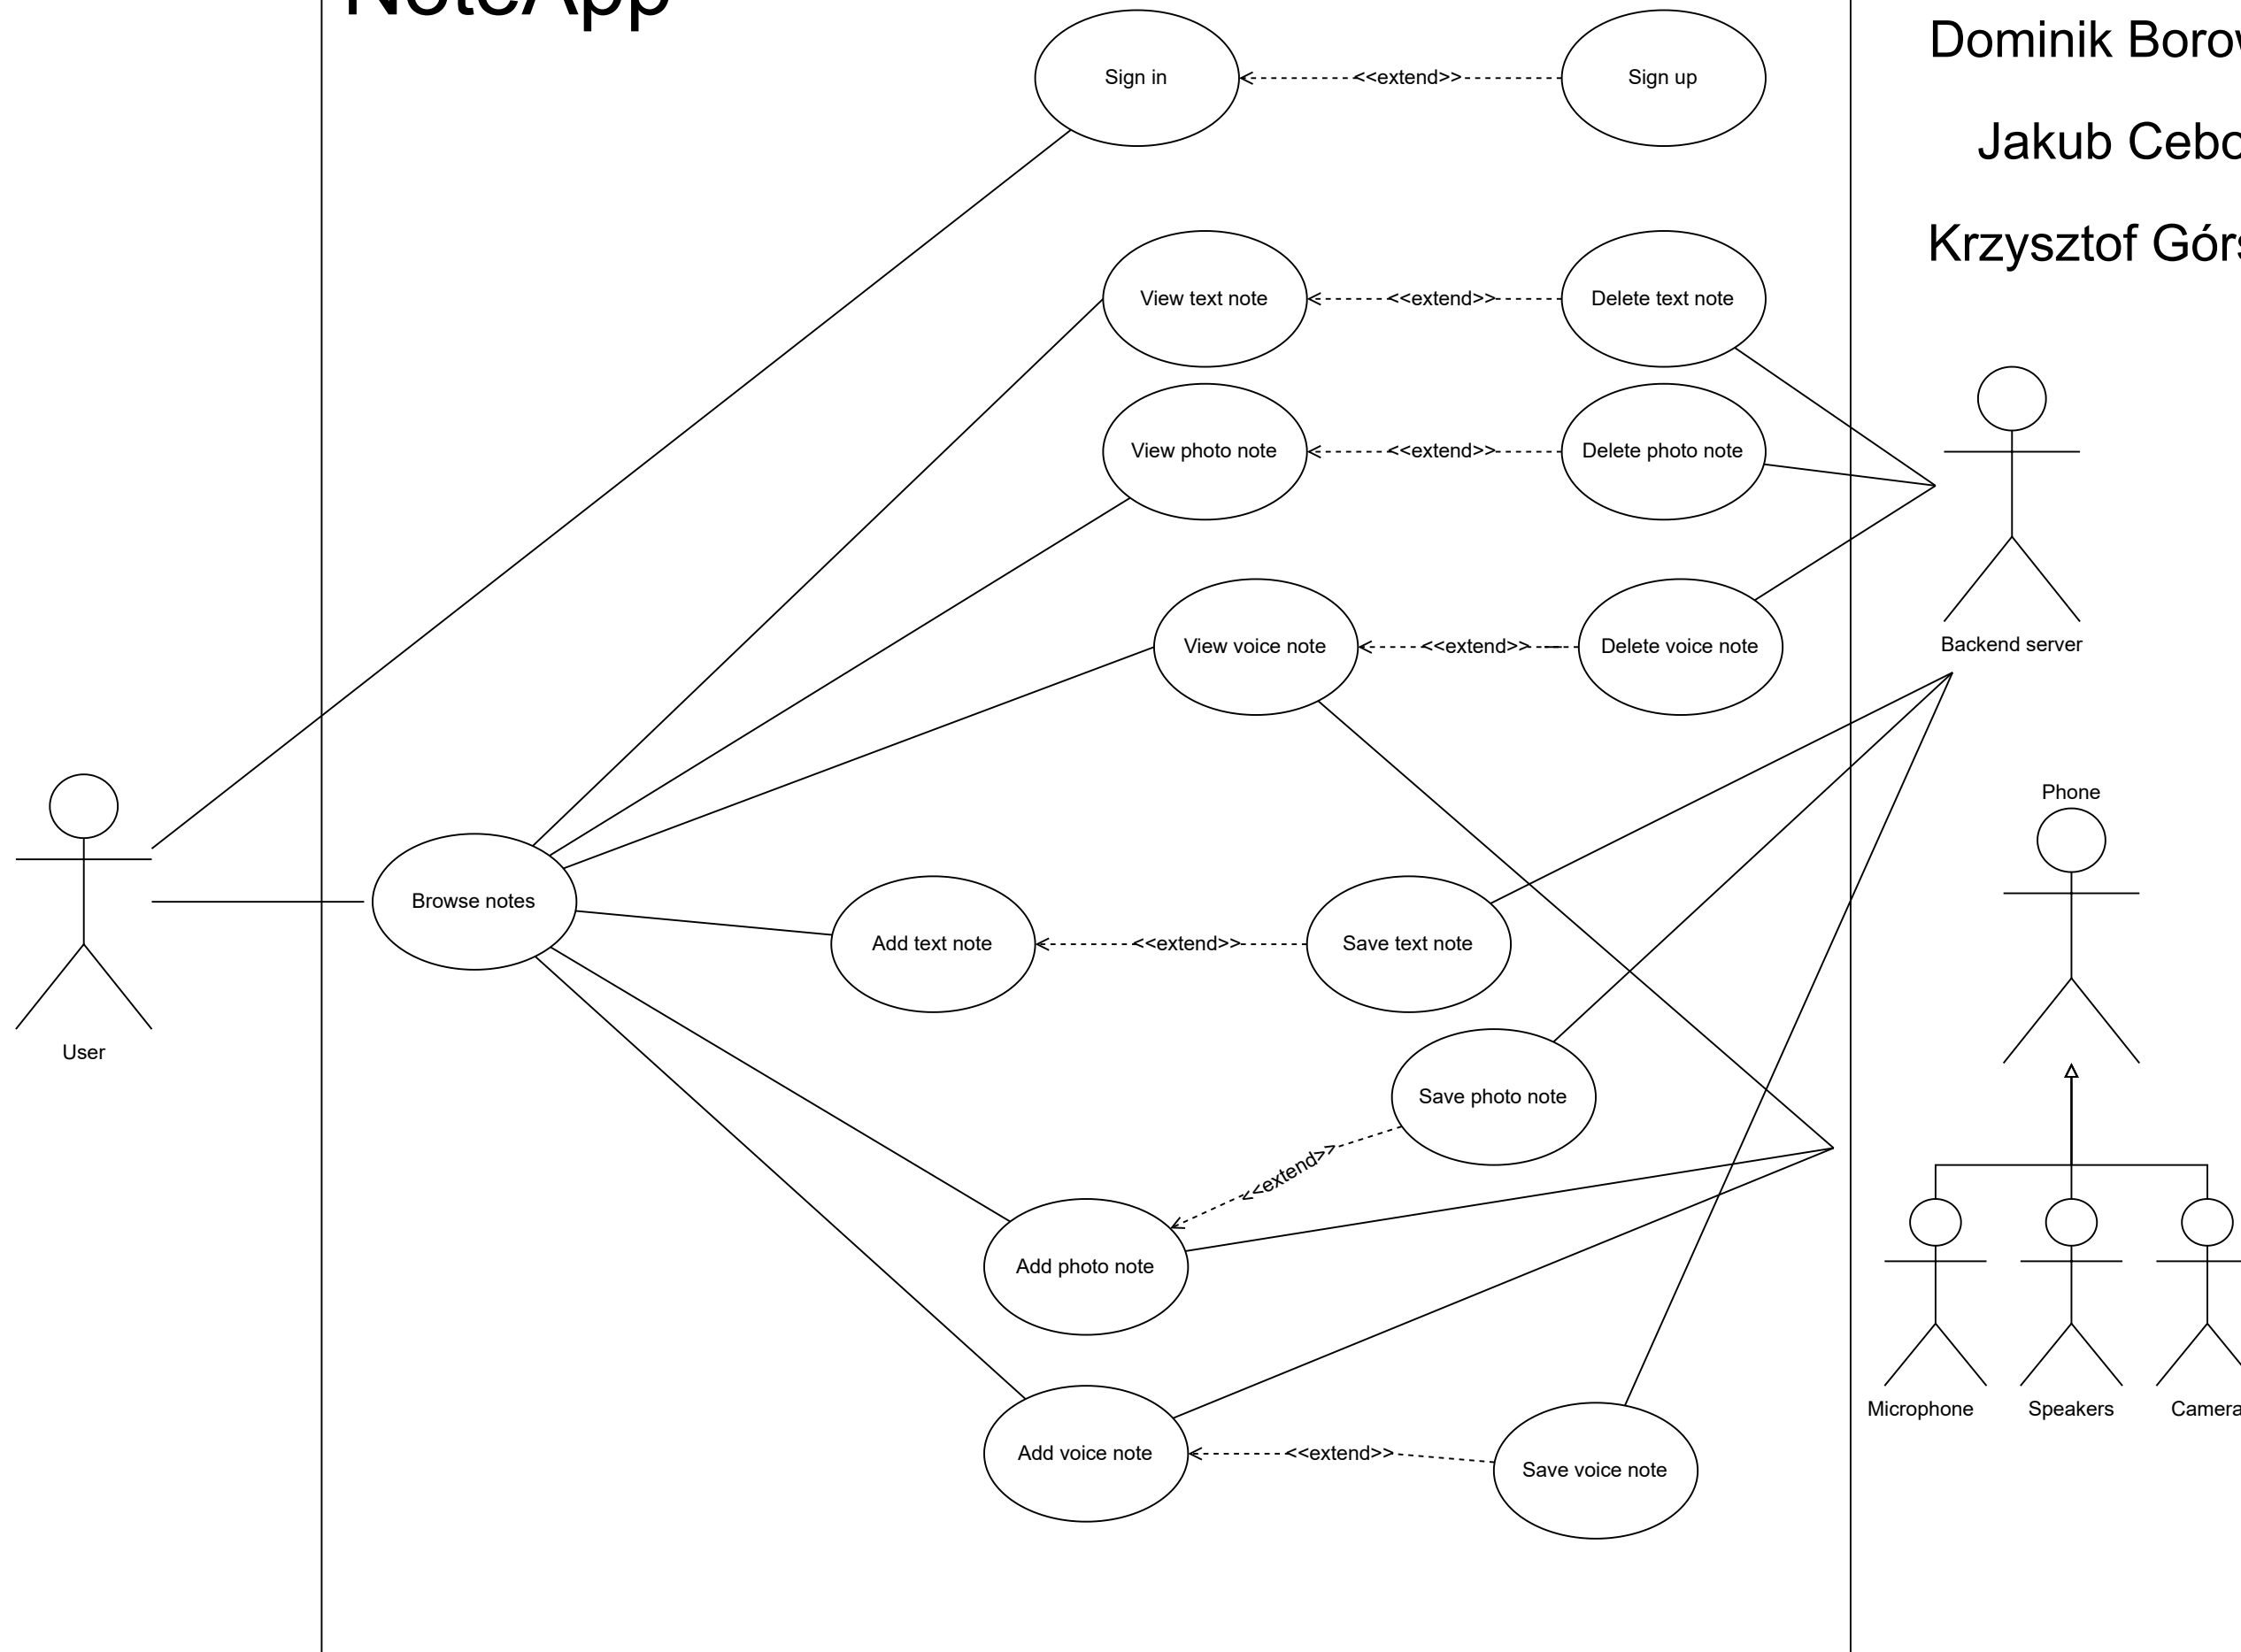 NoteApp
Dominik
Sign in
<<extend>>
Sign up
Jakub
Krzysztof
View text note
<<extend>>
Delete text note
View photo note
<<extend>>
Delete photo note
View voice note
<<extend>>
Delete voice note
Backend server
Phone
Browse notes
Add text note
<<extend>>
Save text note
User
Save photo note
<<extend>>
Add photo note
Microphone
Speakers
Camera
Add voice note
<<extend>>
Save voice note